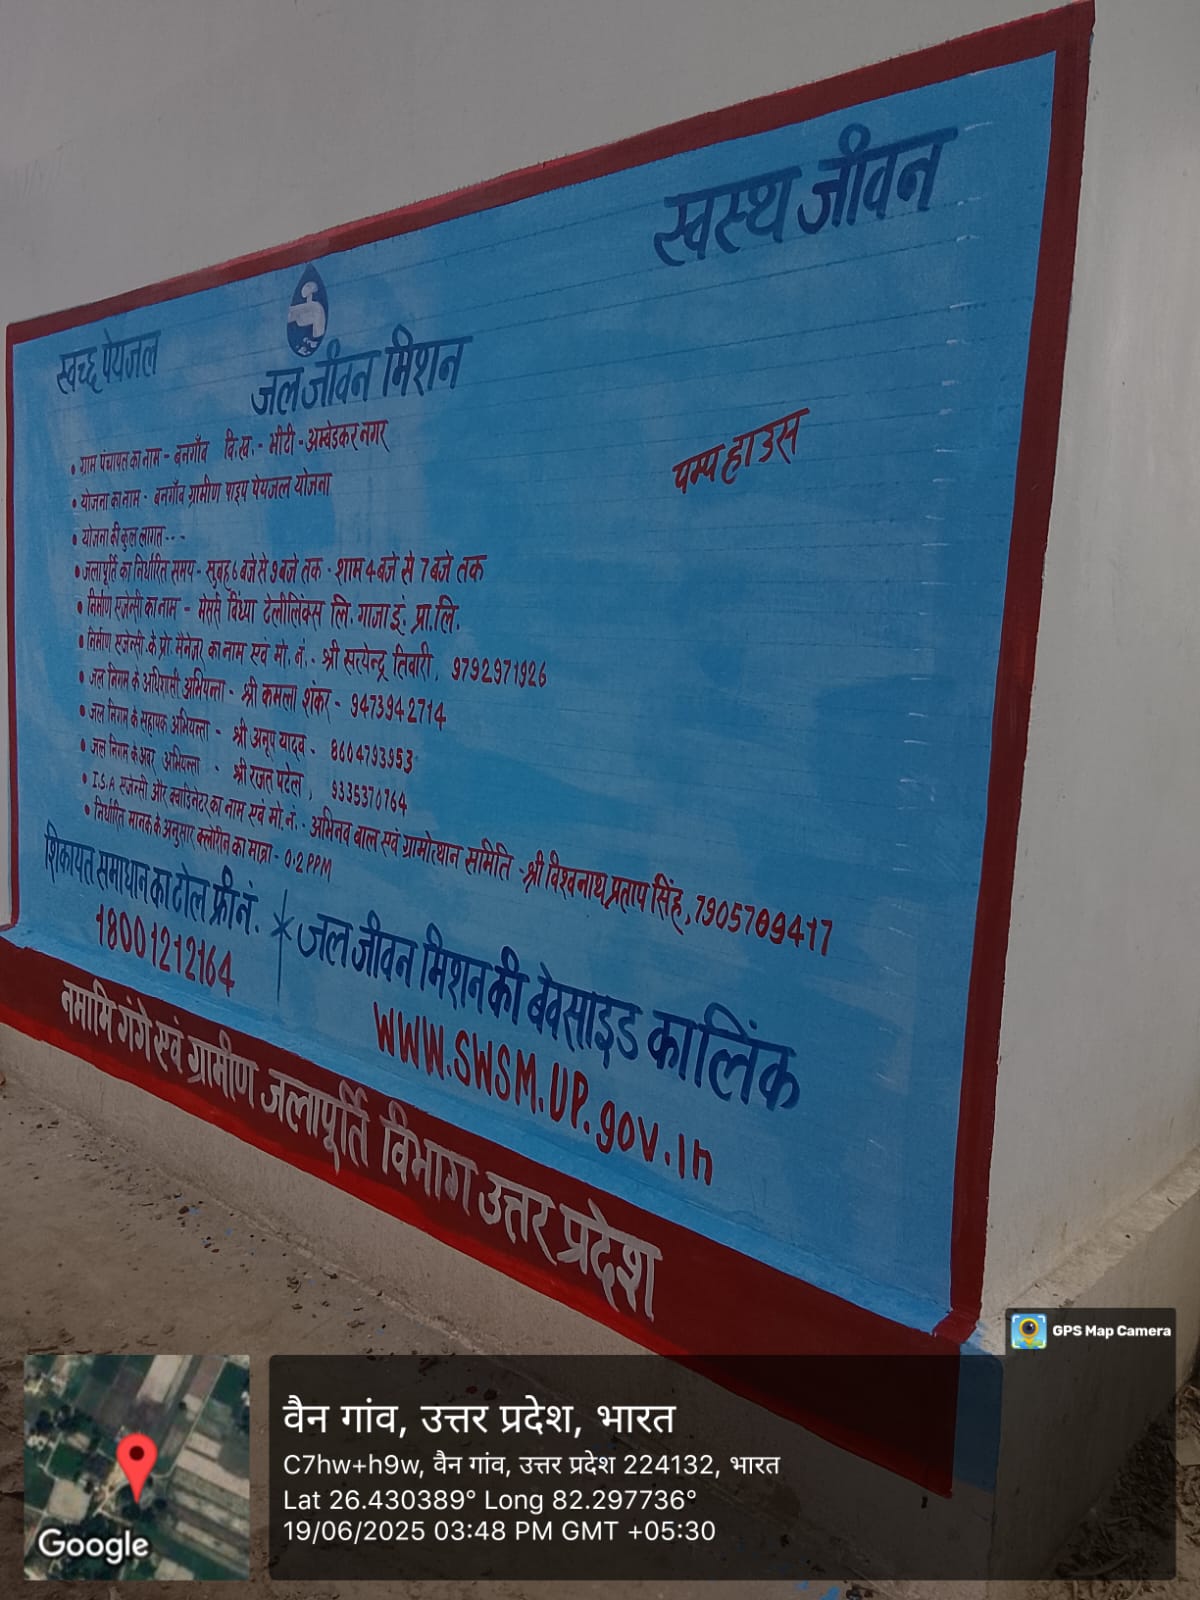 स्वच्छ पेयजल
स्वस्थ जीवन
जल जीवन मिशन
पम्प हाउस
• ग्राम पंचायत का नाम - बनगाँव वि.ख. - भीटी - अम्बेडकर नगर
• योजना का नाम - बनगाँव ग्रामीण पाइप पेयजल योजना
• योजना की कुल लागत---
• जलापूर्ति का निर्धारित समय - सुबह 6 बजे से 9 बजे तक - शाम 4 बजे से 7 बजे तक
• निर्माण एजेन्सी का नाम - मेसर्स विंध्या टेलीलिंक्स लि. गाजा इं. प्रा.लि.
• निर्माण एजेन्सी के प्रो. मैनेजर का नाम एवं मो. नं. - श्री सत्येन्द्र तिवारी, 9792971926
• जल निगम के अधिशासी अभियन्ता - श्री कमला शंकर - 9473942714
• जल निगम के सहायक अभियन्ता - श्री अनूप यादव - 8604793953
• जल निगम के अवर अभियन्ता - श्री रजत पटेल, 9335370764
• I.S.A एजेन्सी और क्वाडिनेटर का नाम एवं मो. नं. - अभिनव बाल एवं ग्रामोत्थान समिति - श्री विश्वनाथ प्रताप सिंह, 7905709417
• निर्धारित मानक के अनुसार क्लोरिन का मात्रा - 0.2 PPM
शिकायत समाधान का टोल फ्री नं.
18001212164
जल जीवन मिशन की बेवसाइड का लिंक
WWW.SWSM.UP.gov.in
नमामि गंगे एवं ग्रामीण जलापूर्ति विभाग उत्तर प्रदेश
GPS Map Camera
वैन गांव, उत्तर प्रदेश, भारत
C7hw+h9w, वैन गांव, उत्तर प्रदेश 224132, भारत
Lat 26.430389° Long 82.297736°
19/06/2025 03:48 PM GMT +05:30
Google